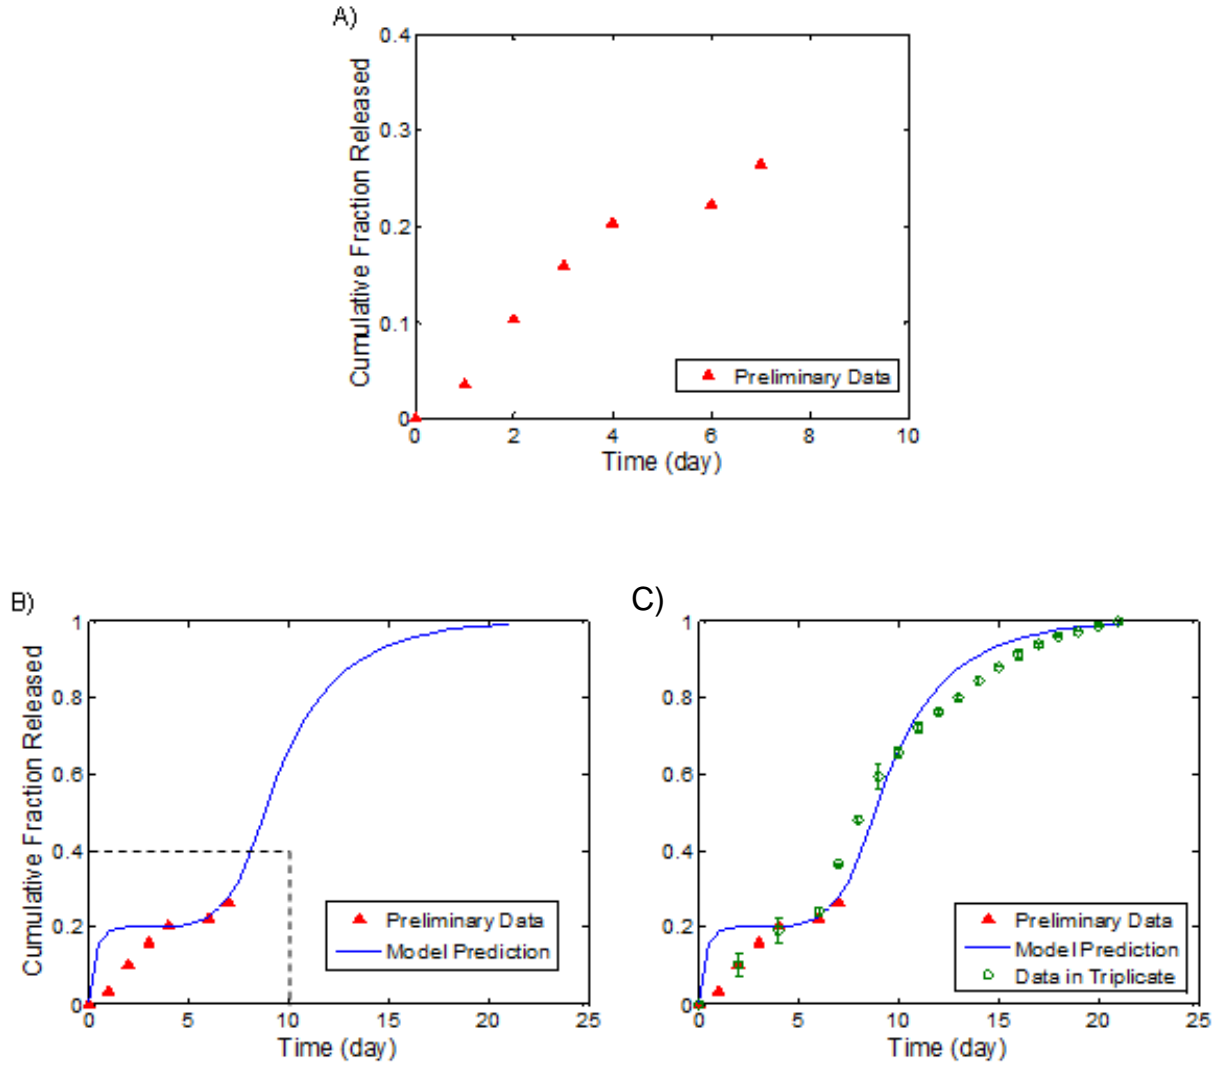 A)
Cumulative Fraction Released
0.4
0.3
0.2
0.1
0
0 2 4 6 8 10
Time (day)
Preliminary Data
B)
Cumulative Fraction Released
1
0.8
0.6
0.4
0.2
0
0 5 10 15 20 25
Time (day)
Preliminary Data
Model Prediction
C)
1
0.8
0.6
0.4
0.2
0
0 5 10 15 20 25
Time (day)
Preliminary Data
Model Prediction
Data in Triplicate